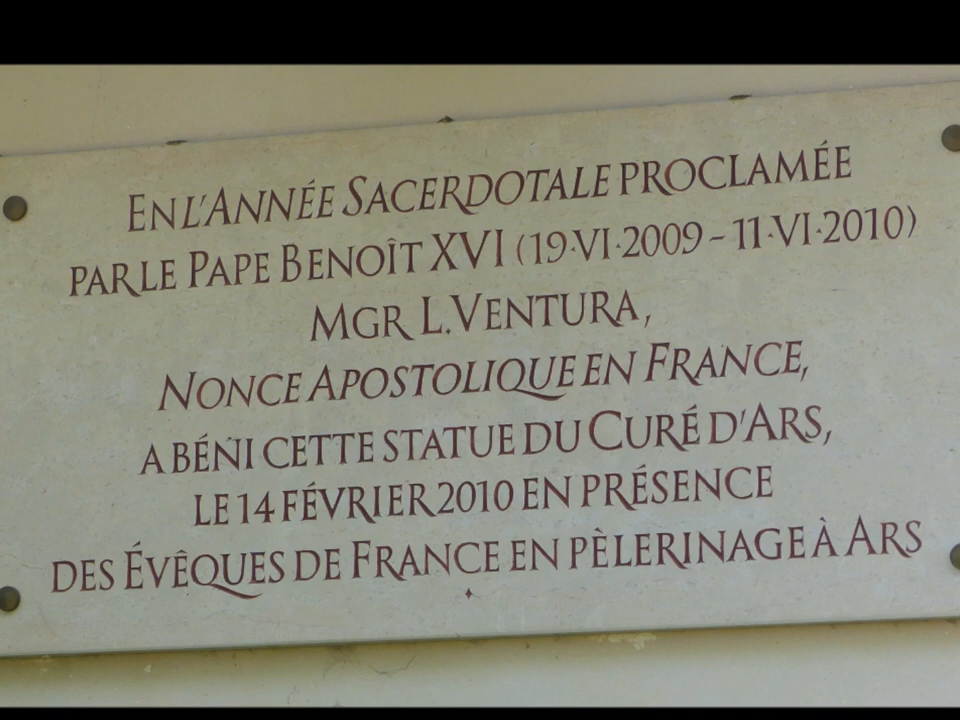 EN L'ANNÉE SACERDOTALE PROCLAMÉE
PAR LE PAPE BENOÎT XVI (19·VI·2009 – 11·VI·2010)
MGR L. VENTURA,
NONCE APOSTOLIQUE EN FRANCE,
A BÉNI CETTE STATUE DU CURÉ D'ARS,
LE 14 FÉVRIER 2010 EN PRÉSENCE
DES ÉVÊQUES DE FRANCE EN PÈLERINAGE À ARS